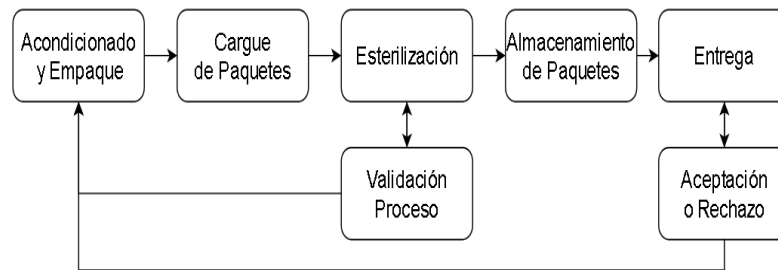 Acondicionado
y Empaque
Cargue
de Paquetes
Esterilización
Almacenamiento
de Paquetes
Entrega
Validación
Proceso
Aceptación
o Rechazo